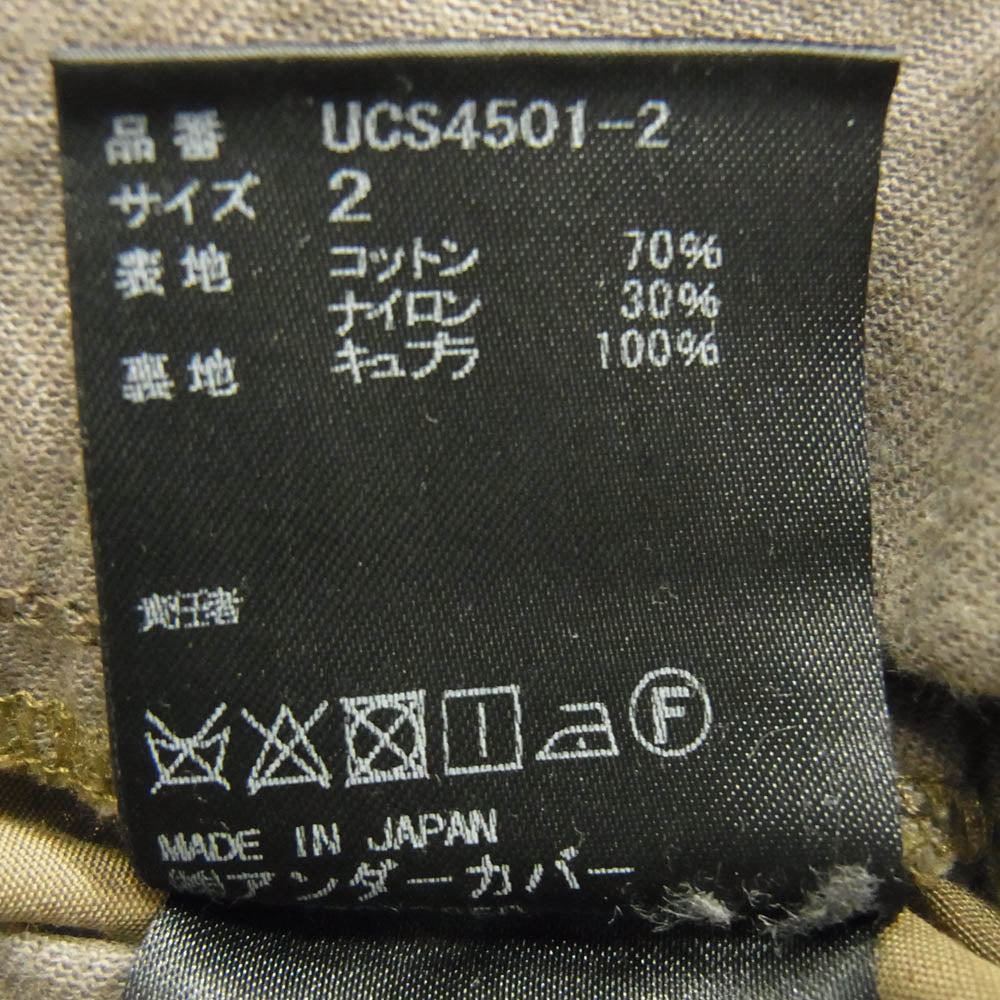 品番 UCS4501-2
サイズ 2
表地 コットン 70%
ナイロン 30%
裏地 キュプラ 100%
責任者
F
MADE IN JAPAN
㈱アンダーカバー